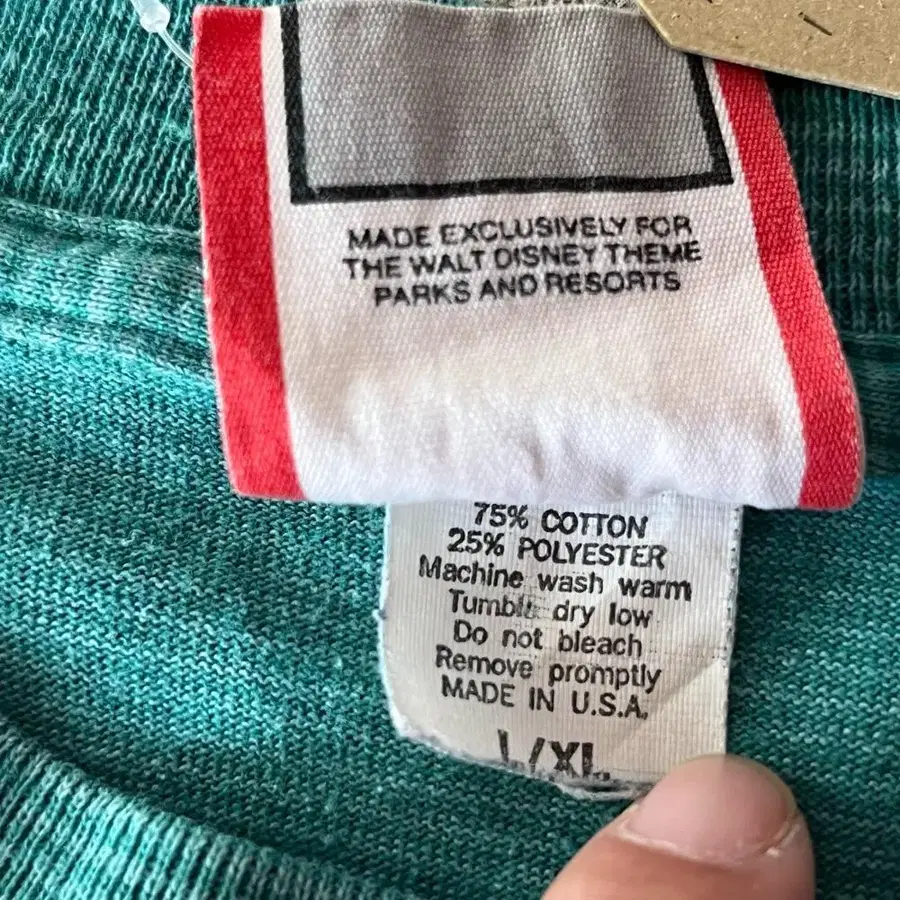 MADE EXCLUSIVELY FOR
THE WALT DISNEY THEME
PARKS AND RESORTS
75% COTTON
25% POLYESTER
Machine wash warm
Tumble dry low
Do not bleach
Remove promptly
MADE IN U.S.A.
L/XL